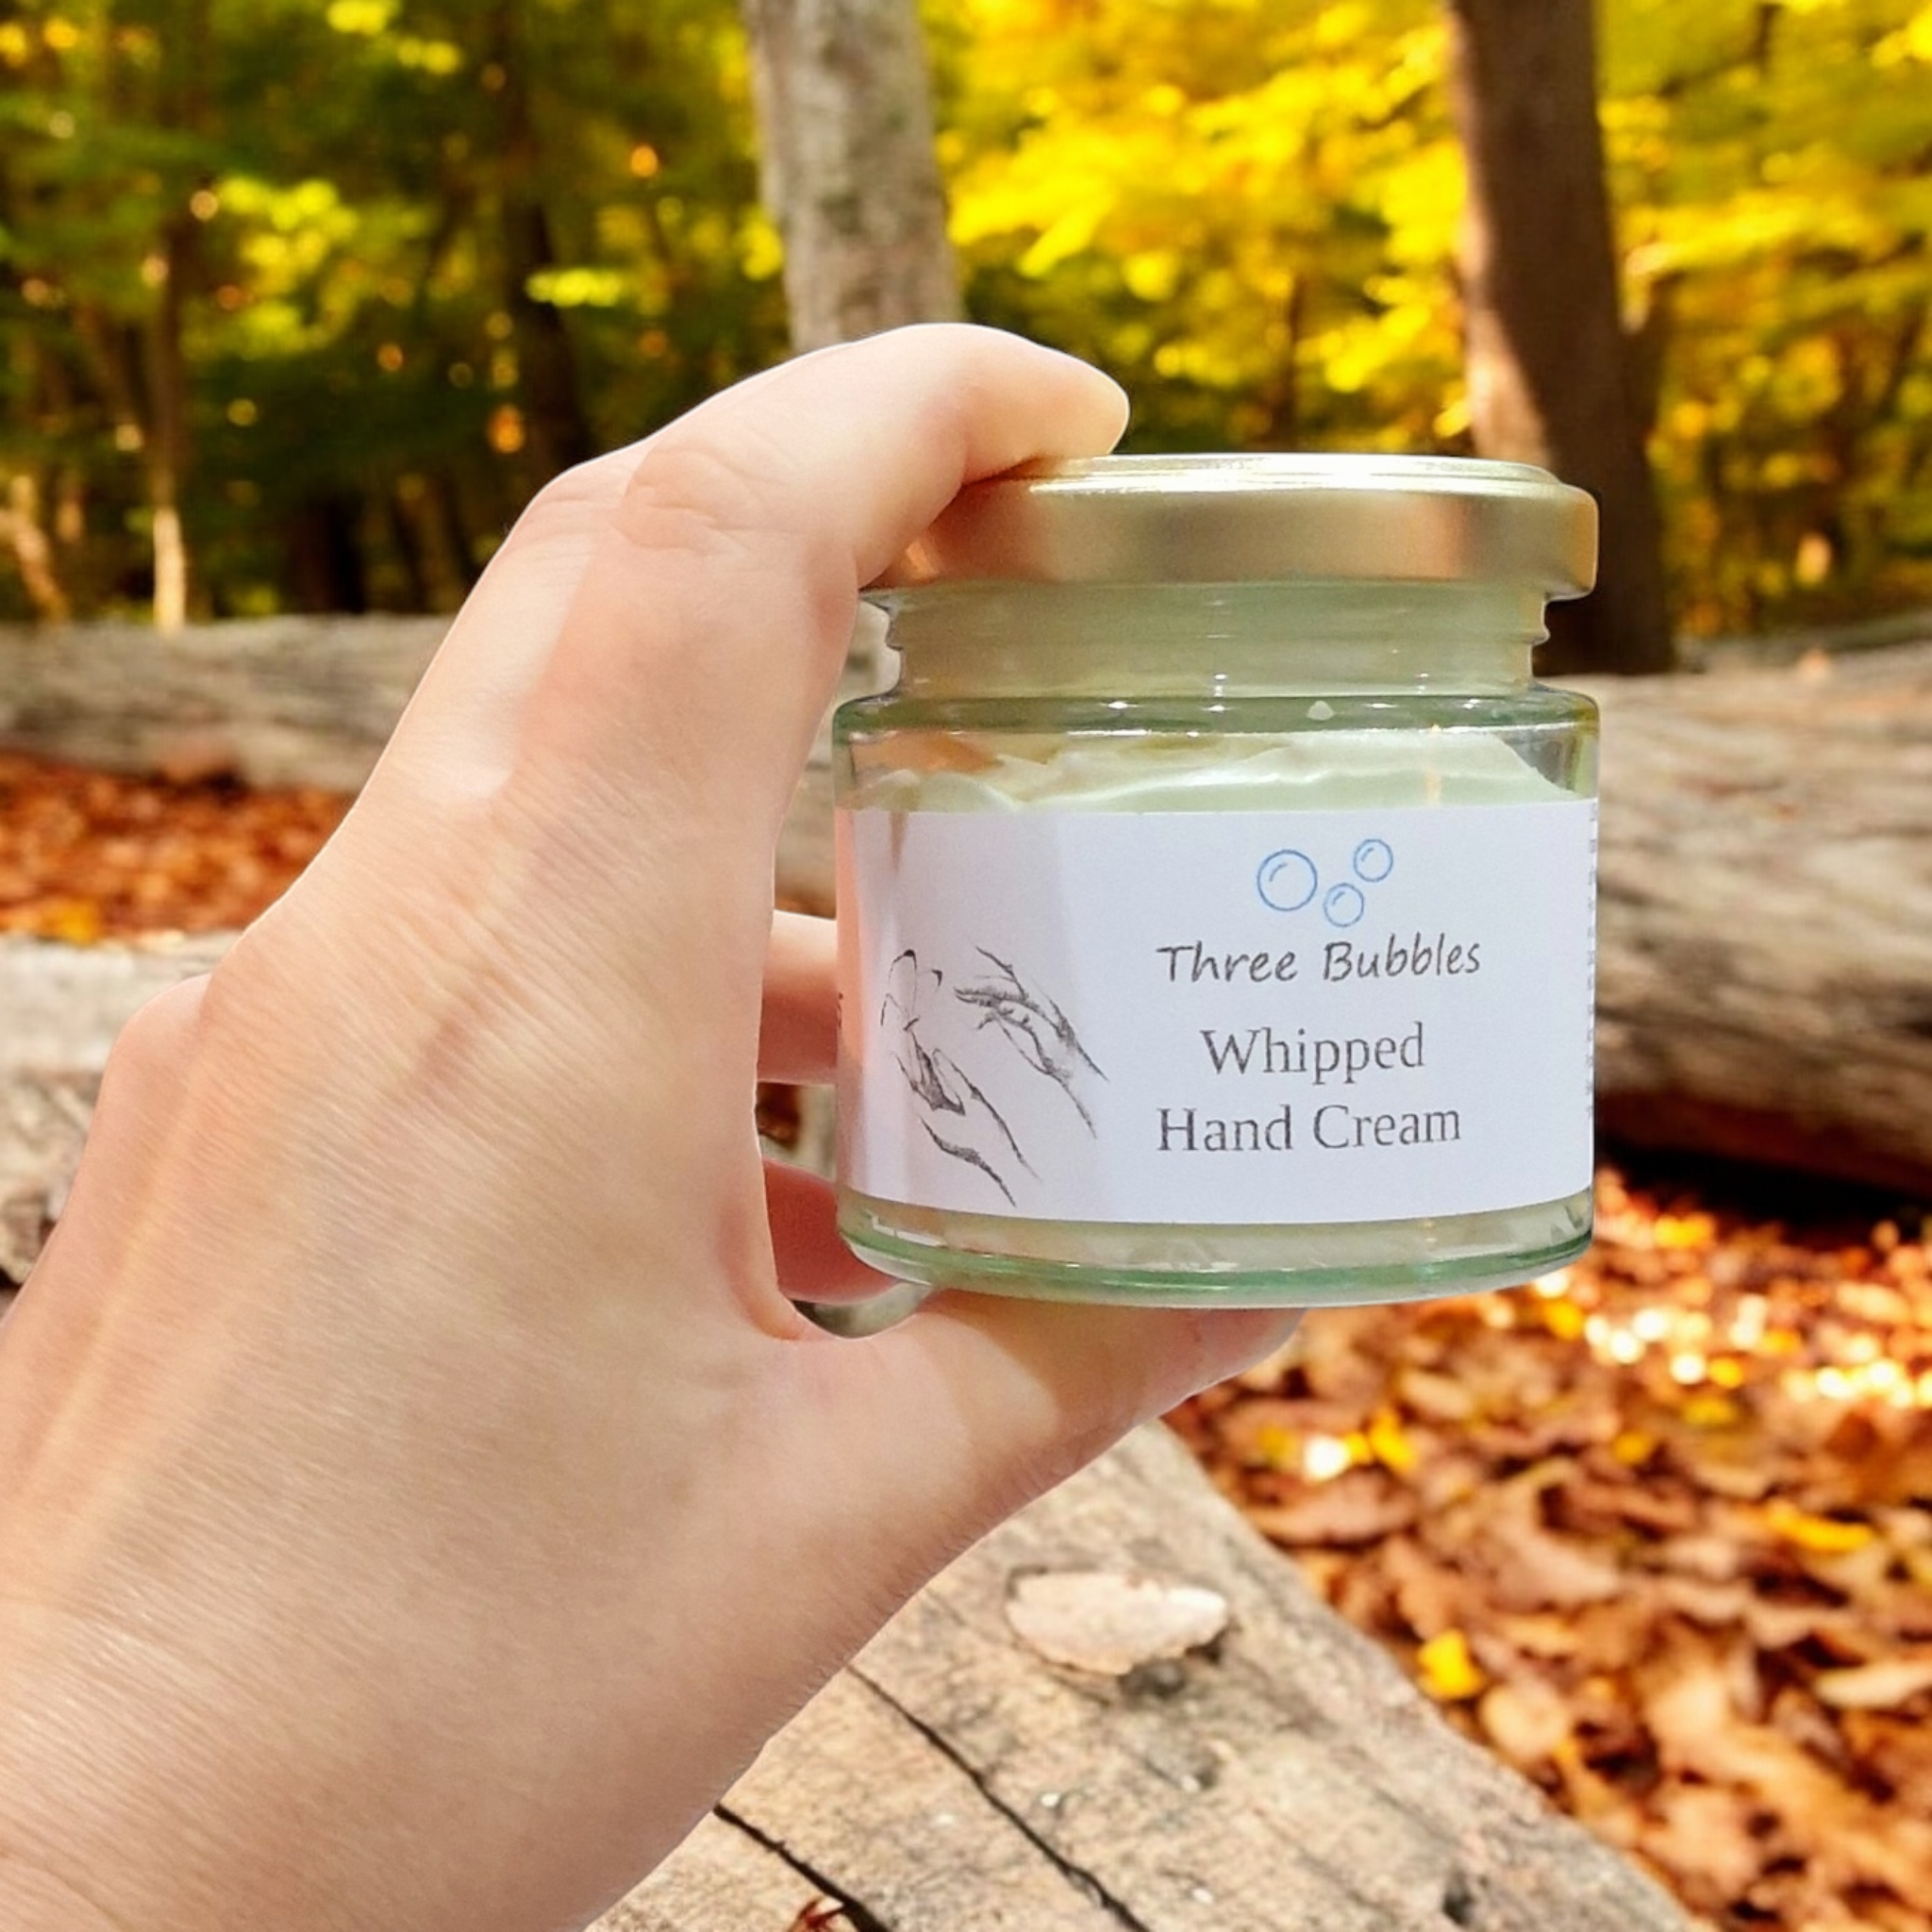 Three Bubbles
Whipped
Hand Cream